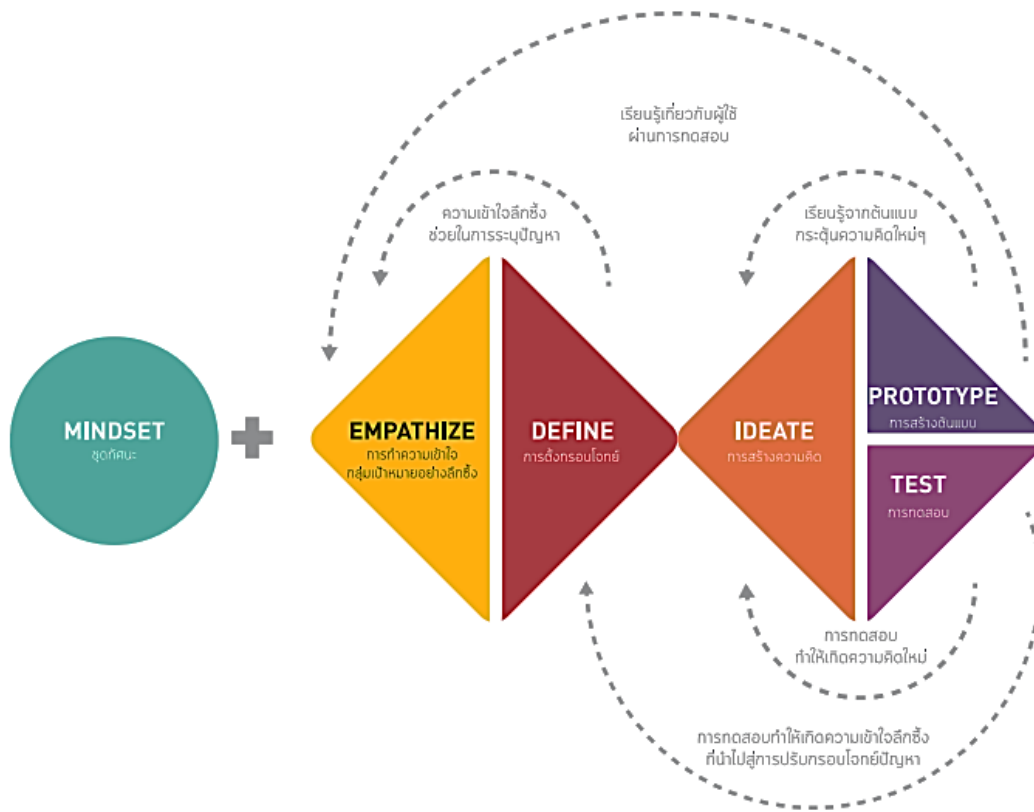 เรียนรู้เกี่ยวกับผู้ใช้
ผ่านการทดสอบ
ความเข้าใจลึกซึ้ง
ช่วยในการระบุปัญหา
เรียนรู้จากต้นแบบ
กระตุ้นความคิดใหม่ๆ
MINDSET
ชุดทัศนะ
EMPATHIZE
การทำความเข้าใจ
กลุ่มเป้าหมายอย่างลึกซึ้ง
DEFINE
การตั้งกรอบโจทย์
IDEATE
การสร้างความคิด
PROTOTYPE
การสร้างต้นแบบ
TEST
การทดสอบ
การทดสอบ
ทำให้เกิดความคิดใหม่
การทดสอบทำให้เกิดความเข้าใจลึกซึ้ง
ที่นำไปสู่การปรับกรอบโจทย์ปัญหา